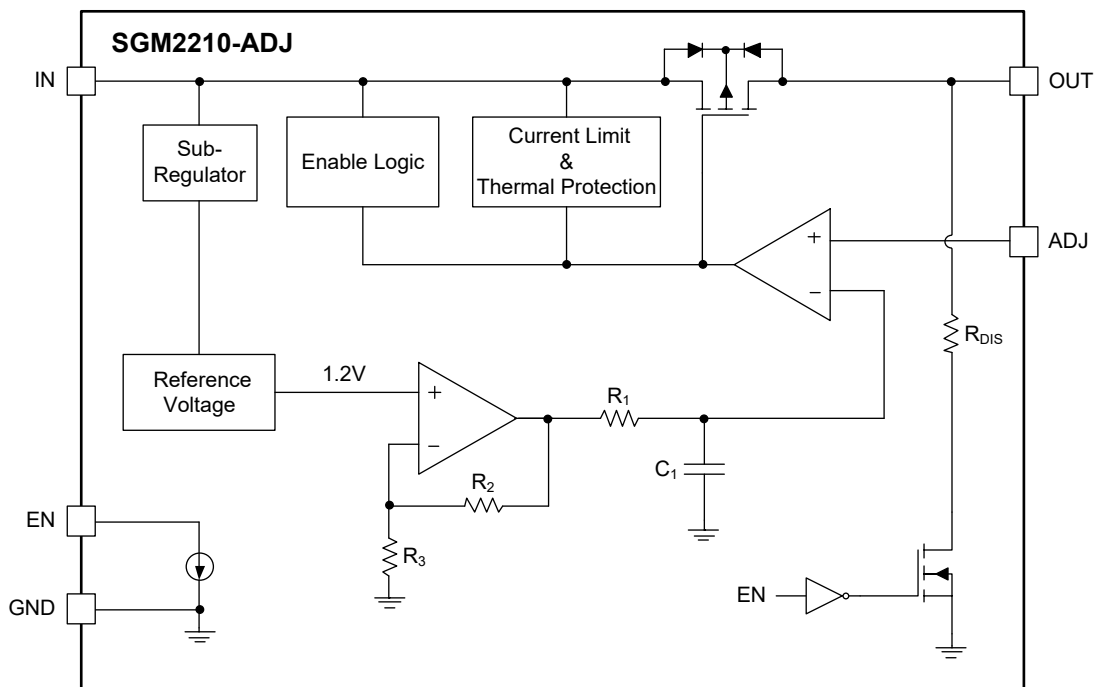 SGM2210-ADJ
IN
OUT
Sub-
Regulator
Enable Logic
Current Limit
&
Thermal Protection
+
−
ADJ
R_DIS
Reference
Voltage
1.2V
+
−
R₁
R₂
C₁
R₃
EN
GND
EN